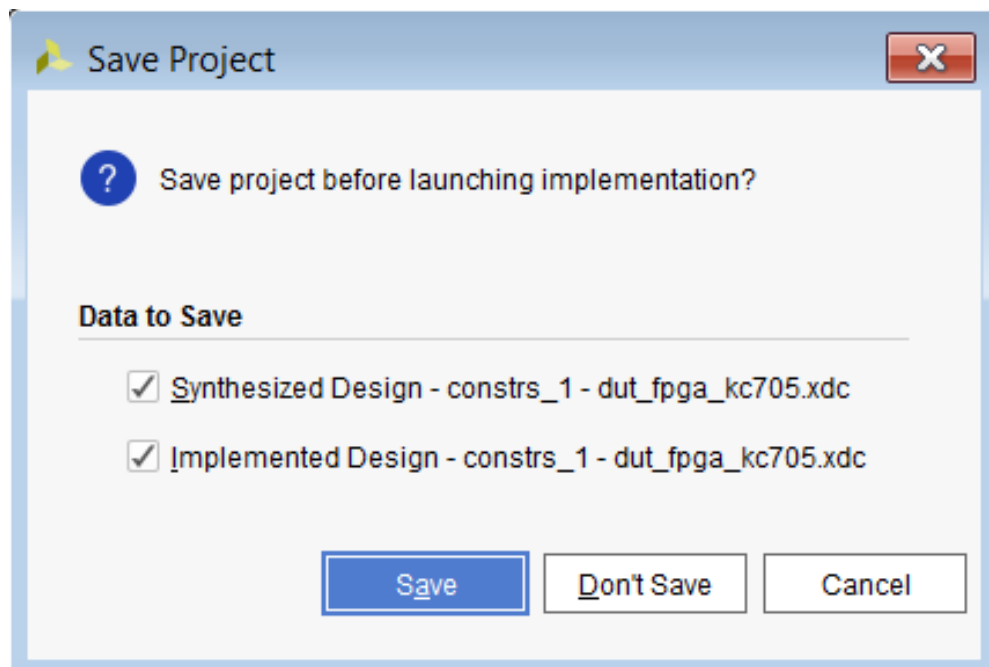 Save Project
?
Save project before launching implementation?
Data to Save
Synthesized Design - constrs_1 - dut_fpga_kc705.xdc
Implemented Design - constrs_1 - dut_fpga_kc705.xdc
Save Don't Save Cancel